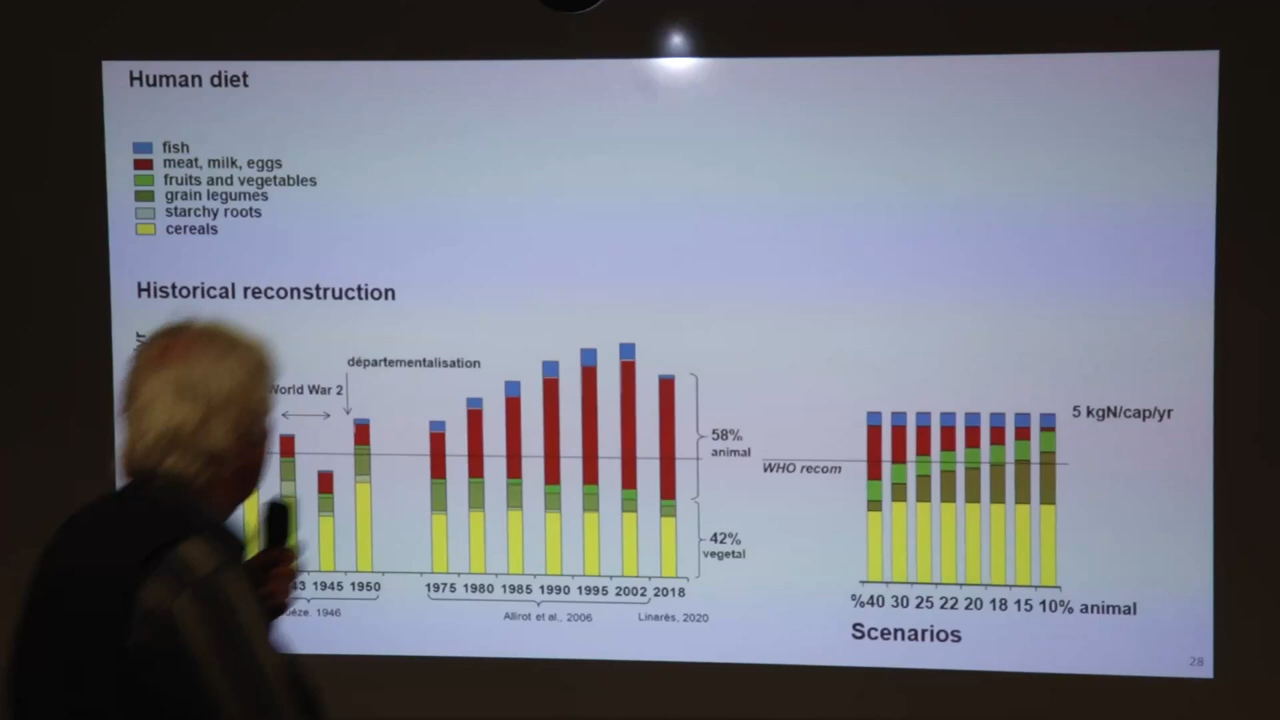 Human diet
fish
meat, milk, eggs
fruits and vegetables
grain legumes
starchy roots
cereals
Historical reconstruction
départementalisation
World War 2
58%
animal
42%
vegetal
1945 1950
1975 1980 1985 1990 1995 2002 2018
1946
Allirot et al., 2006
Linarès, 2020
5 kgN/cap/yr
WHO recom
%40 30 25 22 20 18 15 10% animal
Scenarios
28